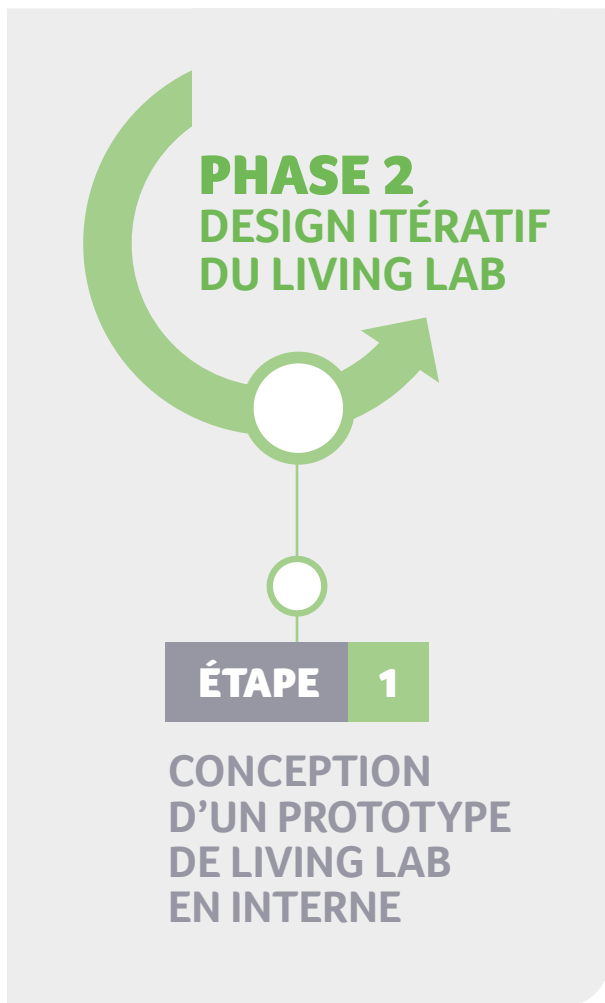 PHASE 2
DESIGN ITÉRATIF
DU LIVING LAB
ÉTAPE 1
CONCEPTION
D’UN PROTOTYPE
DE LIVING LAB
EN INTERNE